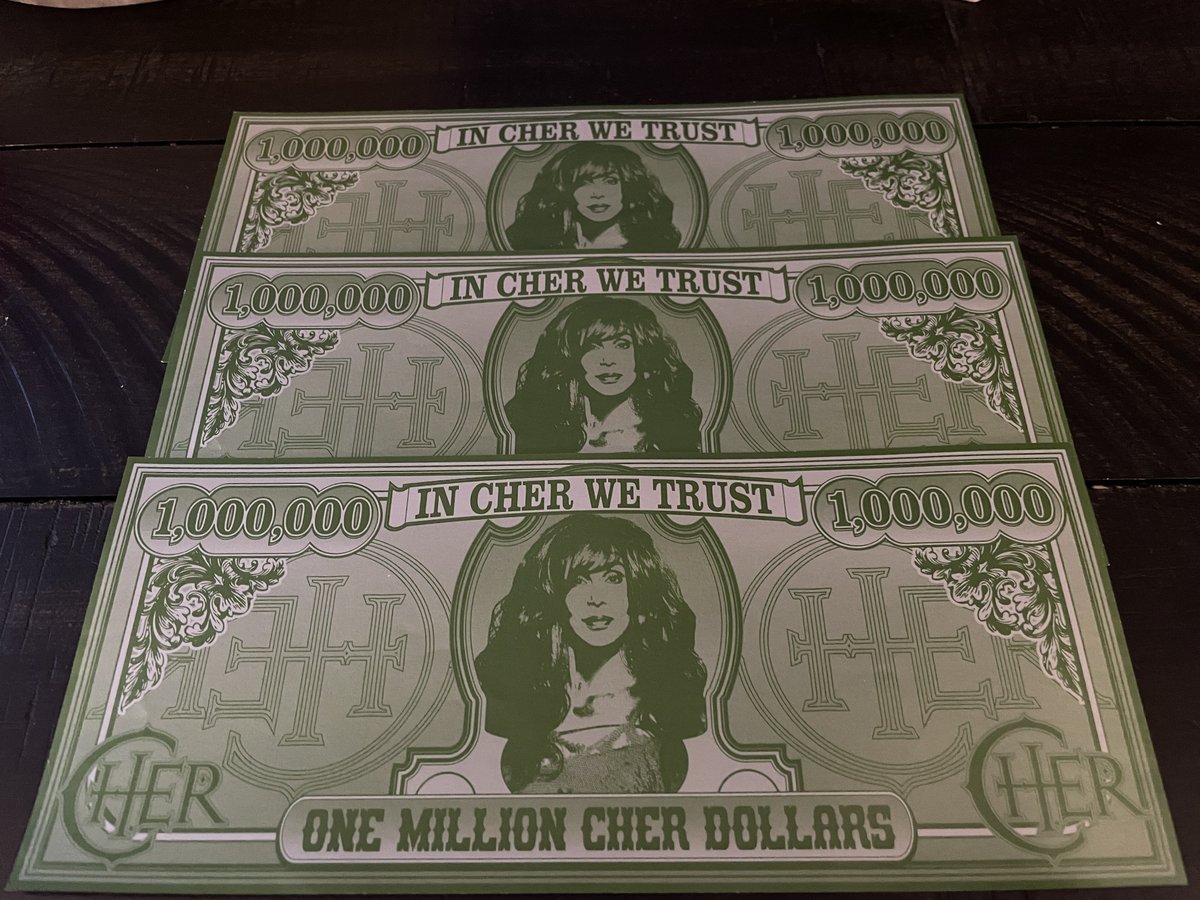 1,000,000 IN CHER WE TRUST 1,000,000
1,000,000 IN CHER WE TRUST 1,000,000
1,000,000 IN CHER WE TRUST 1,000,000
CHER CHER
ONE MILLION CHER DOLLARS